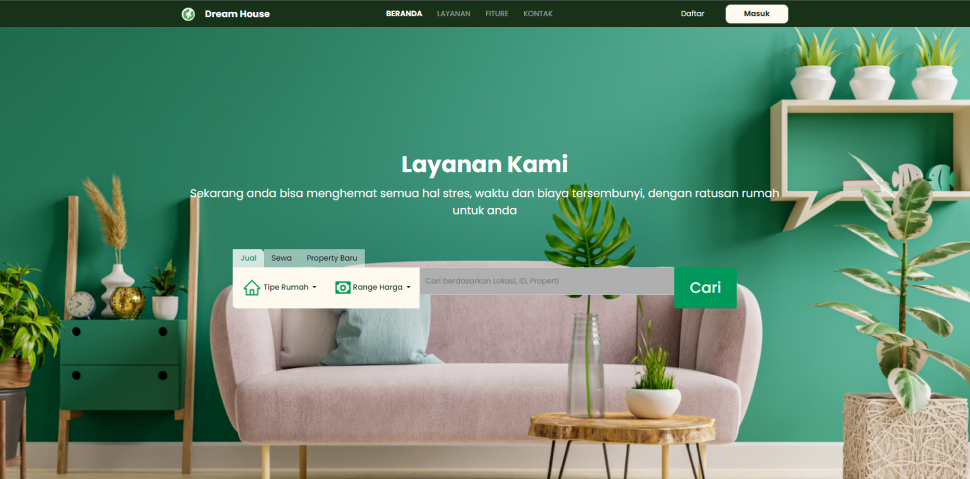 Dream House
BERANDA
LAYANAN
FITURE
KONTAK
Daftar
Masuk
Layanan Kami
Sekarang anda bisa menghemat semua hal stres, waktu dan biaya tersembunyi, dengan ratusan rumah
untuk anda
Jual
Sewa
Property Baru
Tipe Rumah
Range Harga
Cari berdasarkan Lokasi, ID, Properti
Cari